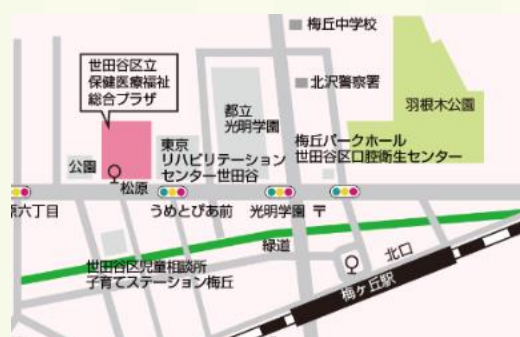 梅丘中学校
世田谷区立
保健医療福祉
総合プラザ
北沢警察署
都立
光明学園
羽根木公園
東京
リハビリテーション
センター世田谷
梅丘パークホール
世田谷区口腔衛生センター
公園
松原
原六丁目
うめとぴあ前
光明学園
〒
緑道
世田谷区児童相談所
子育てステーション梅丘
北口
梅ヶ丘駅